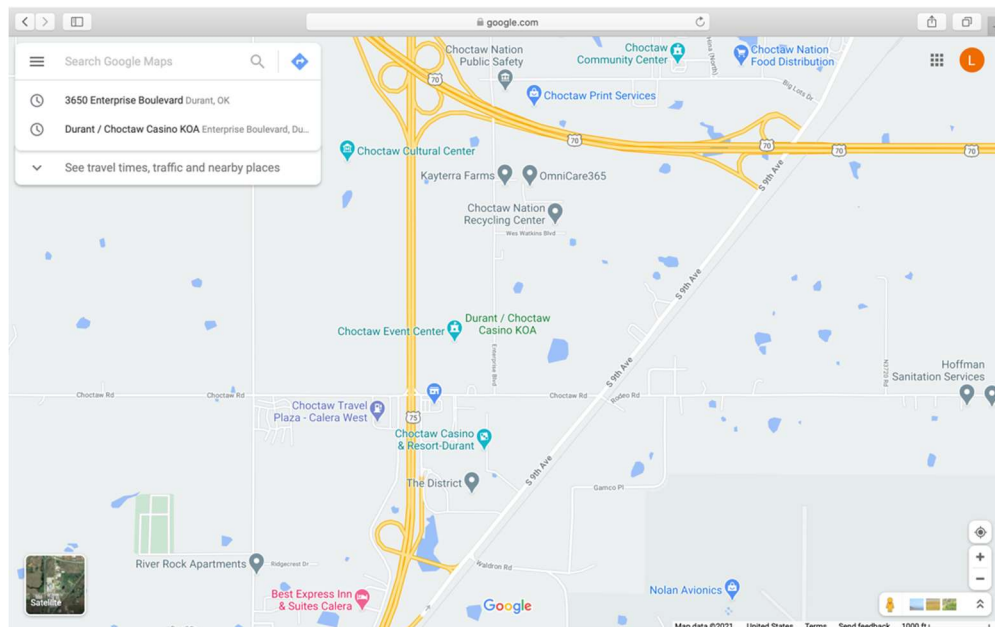 google.com
Search Google Maps
3650 Enterprise Boulevard Durant, OK
Durant / Choctaw Casino KOA Enterprise Boulevard, Du...
See travel times, traffic and nearby places
L
Choctaw Nation
Public Safety
Choctaw
Community Center
(North)
Choctaw Nation
Food Distribution
Big Lots Dr
70
Choctaw Print Services
70
70
70
70
Choctaw Cultural Center
S 9th Ave
Kayterra Farms
OmniCare365
Choctaw Nation
Recycling Center
Wes Watkins Blvd
S 9th Ave
Durant / Choctaw
Casino KOA
Choctaw Event Center
Enterprise Blvd
S 9th Ave
N3720 Rd
Hoffman
Sanitation Services
Choctaw Rd
Choctaw Rd
Choctaw Rd
Rodeo Rd
Choctaw Travel
Plaza - Calera West
75
Choctaw Casino
& Resort-Durant
S 9th Ave
The District
Gamco Pl
River Rock Apartments
Ridgecrest Dr
Waldron Rd
Best Express Inn
& Suites Calera
Nolan Avionics
Satellite
Google
Map data ©2021 United States Terms Send feedback 1000 ft